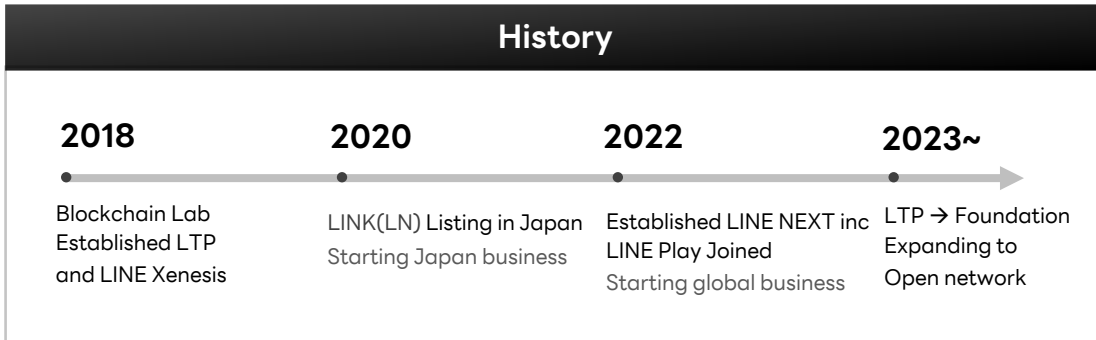 History
2018
Blockchain Lab
Established LTP
and LINE Xenesis
2020
LINK(LN) Listing in Japan
Starting Japan business
2022
Established LINE NEXT inc
LINE Play Joined
Starting global business
2023~
LTP → Foundation
Expanding to
Open network